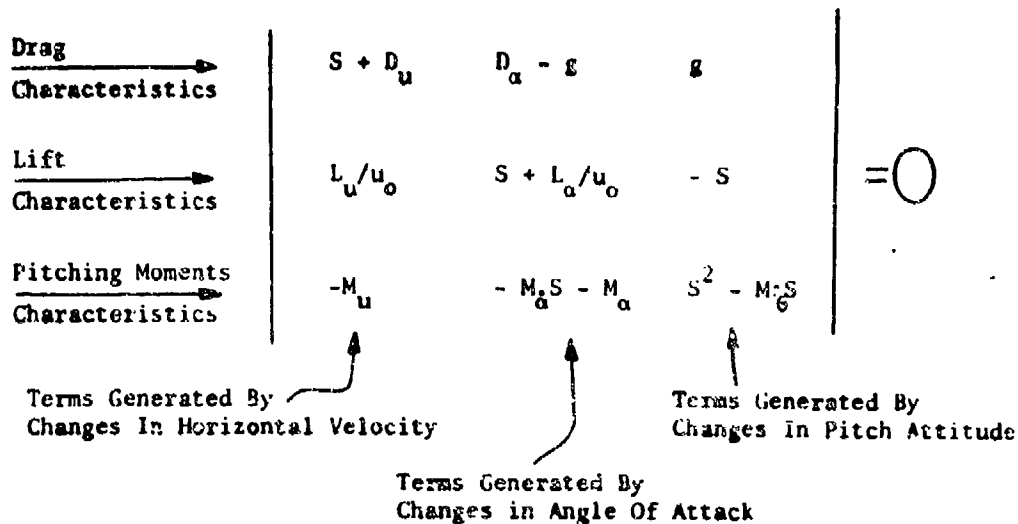 Drag
Characteristics
S + D_u D_α - g g
Lift
Characteristics
L_u/u_o S + L_α/u_o - S
= 0
Pitching Moments
Characteristics
-M_u - M_α̇S - M_α S² - M_θ̇S
Terms Generated By
Changes In Horizontal Velocity
Terms Generated By
Changes in Angle Of Attack
Terms Generated By
Changes In Pitch Attitude